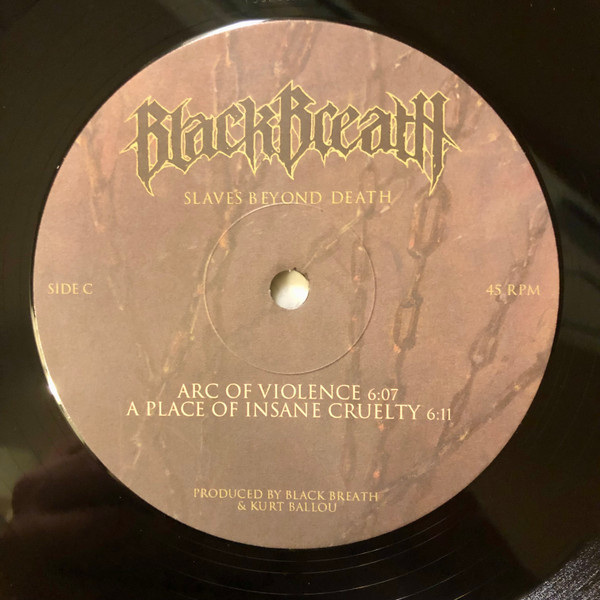 BlackBreath
SLAVES BEYOND DEATH
SIDE C
45 RPM
ARC OF VIOLENCE 6:07
A PLACE OF INSANE CRUELTY 6:11
PRODUCED BY BLACK BREATH
& KURT BALLOU